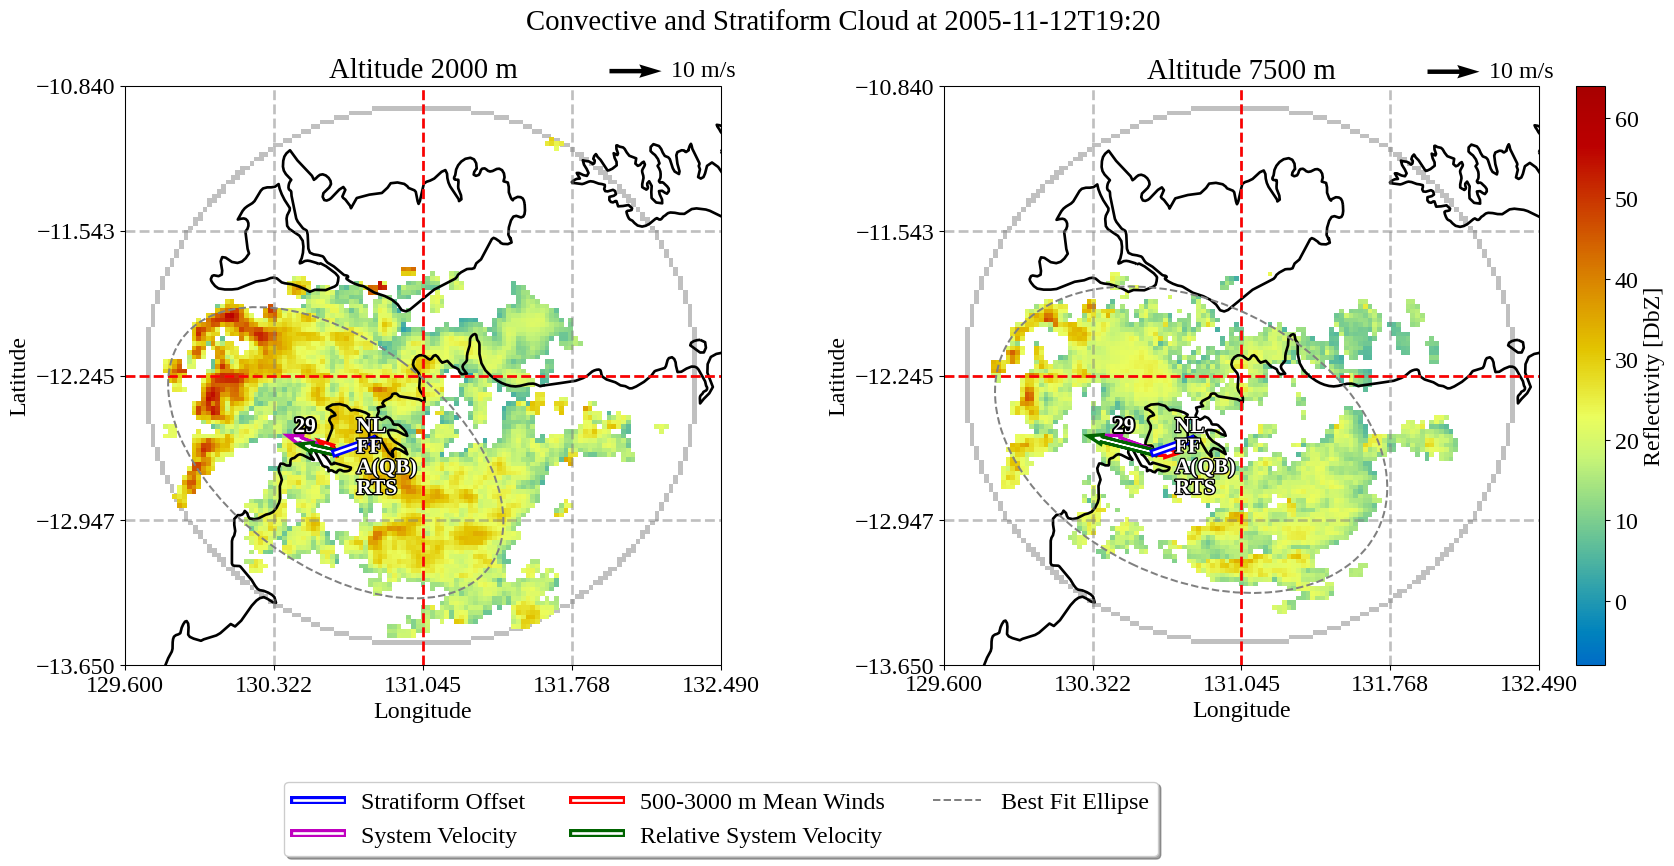 Convective and Stratiform Cloud at 2005-11-12T19:20
Altitude 2000 m
10 m/s
−10.840
−11.543
−12.245
−12.947
−13.650
Latitude
129.600
130.322
131.045
131.768
132.490
Longitude
29
NL
FF
A(QB)
RTS
Altitude 7500 m
10 m/s
−10.840
−11.543
−12.245
−12.947
−13.650
Latitude
129.600
130.322
131.045
131.768
132.490
Longitude
29
NL
FF
A(QB)
RTS
60
50
40
30
20
10
0
Reflectivity [DbZ]
Stratiform Offset
System Velocity
500-3000 m Mean Winds
Relative System Velocity
Best Fit Ellipse